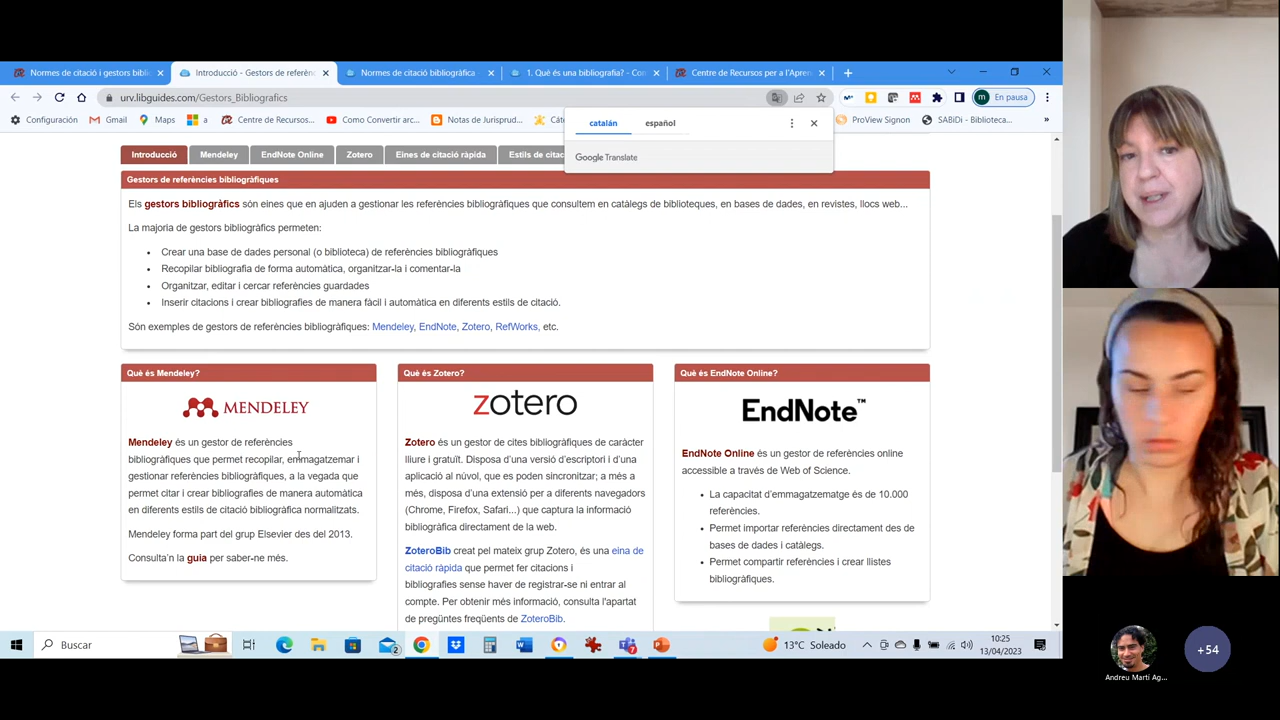 Normes de citació i gestors bibli
Introducció - Gestors de referènc
Normes de citació bibliogràfica
1. Què és una bibliografia? - Con
Centre de Recursos per a l'Apren
urv.libguides.com/Gestors_Bibliografics
m En pausa
Configuración
Gmail
Maps
a
Centre de Recursos...
Como Convertir arc...
Notas de Jurisprud...
ProView Signon
SABiDi - Biblioteca...
catalán
español
Google Translate
Introducció
Mendeley
EndNote Online
Zotero
Eines de citació ràpida
Estils de citac
Gestors de referències bibliogràfiques
Els gestors bibliogràfics són eines que en ajuden a gestionar les referències bibliogràfiques que consultem en catàlegs de biblioteques, en bases de dades, en revistes, llocs web...
La majoria de gestors bibliogràfics permeten:
• Crear una base de dades personal (o biblioteca) de referències bibliogràfiques
• Recopilar bibliografia de forma automàtica, organitzar-la i comentar-la
• Organitzar, editar i cercar referències guardades
• Inserir citacions i crear bibliografies de manera fàcil i automàtica en diferents estils de citació.
Són exemples de gestors de referències bibliogràfiques: Mendeley, EndNote, Zotero, RefWorks, etc.
Què és Mendeley?
MENDELEY
Mendeley és un gestor de referències
bibliogràfiques que permet recopilar, emmagatzemar i
gestionar referències bibliogràfiques, a la vegada que
permet citar i crear bibliografies de manera automàtica
en diferents estils de citació bibliogràfica normalitzats.
Mendeley forma part del grup Elsevier des del 2013.
Consulta'n la guia per saber-ne més.
Què és Zotero?
zotero
Zotero és un gestor de cites bibliogràfiques de caràcter
lliure i gratuït. Disposa d'una versió d'escriptori i d'una
aplicació al núvol, que es poden sincronitzar; a més a
més, disposa d'una extensió per a diferents navegadors
(Chrome, Firefox, Safari...) que captura la informació
bibliogràfica directament de la web.
ZoteroBib creat pel mateix grup Zotero, és una eina de
citació ràpida que permet fer citacions i
bibliografies sense haver de registrar-se ni entrar al
compte. Per obtenir més informació, consulta l'apartat
de preguntes freqüents de ZoteroBib.
Què és EndNote Online?
EndNote™
EndNote Online és un gestor de referències online
accessible a través de Web of Science.
• La capacitat d'emmagatzematge és de 10.000
referències.
• Permet importar referències directament des de
bases de dades i catàlegs.
• Permet compartir referències i crear llistes
bibliogràfiques.
Buscar
2
7
13°C Soleado
10:25
13/04/2023
Andreu Martí Ag...
+54